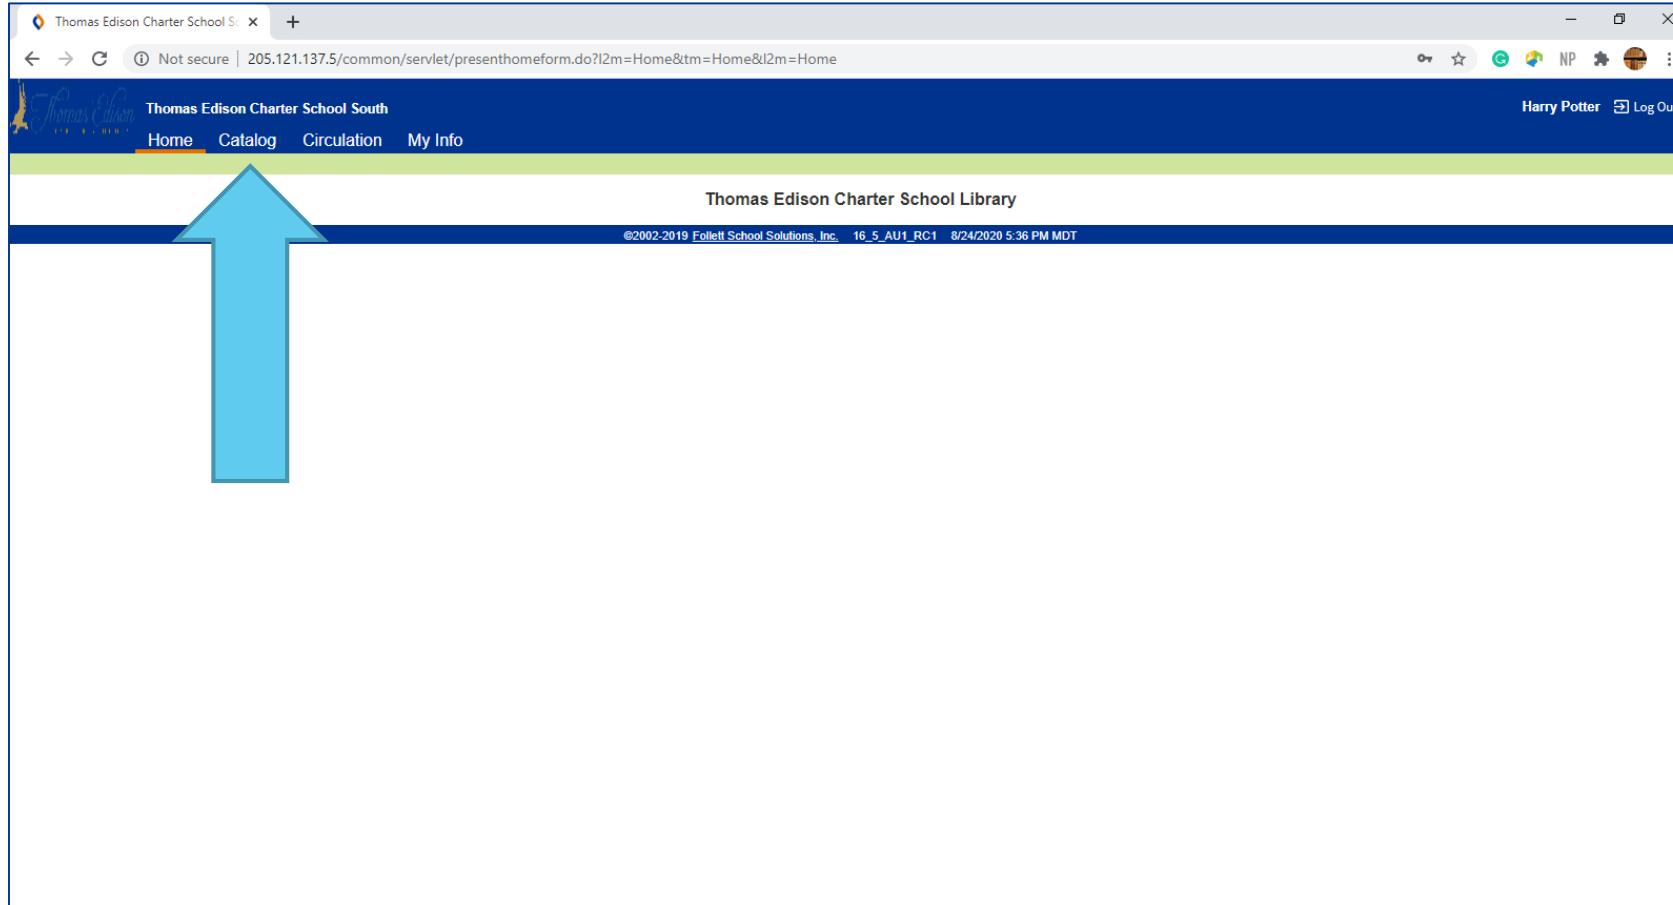 Thomas Edison Charter School S
Not secure | 205.121.137.5/common/servlet/presenthomeform.do?l2m=Home&tm=Home&l2m=Home
NP
Thomas Edison
Thomas Edison Charter School South
Harry Potter Log Ou
Home Catalog Circulation My Info
Thomas Edison Charter School Library
©2002-2019 Follett School Solutions, Inc. 16_5_AU1_RC1 8/24/2020 5:36 PM MDT